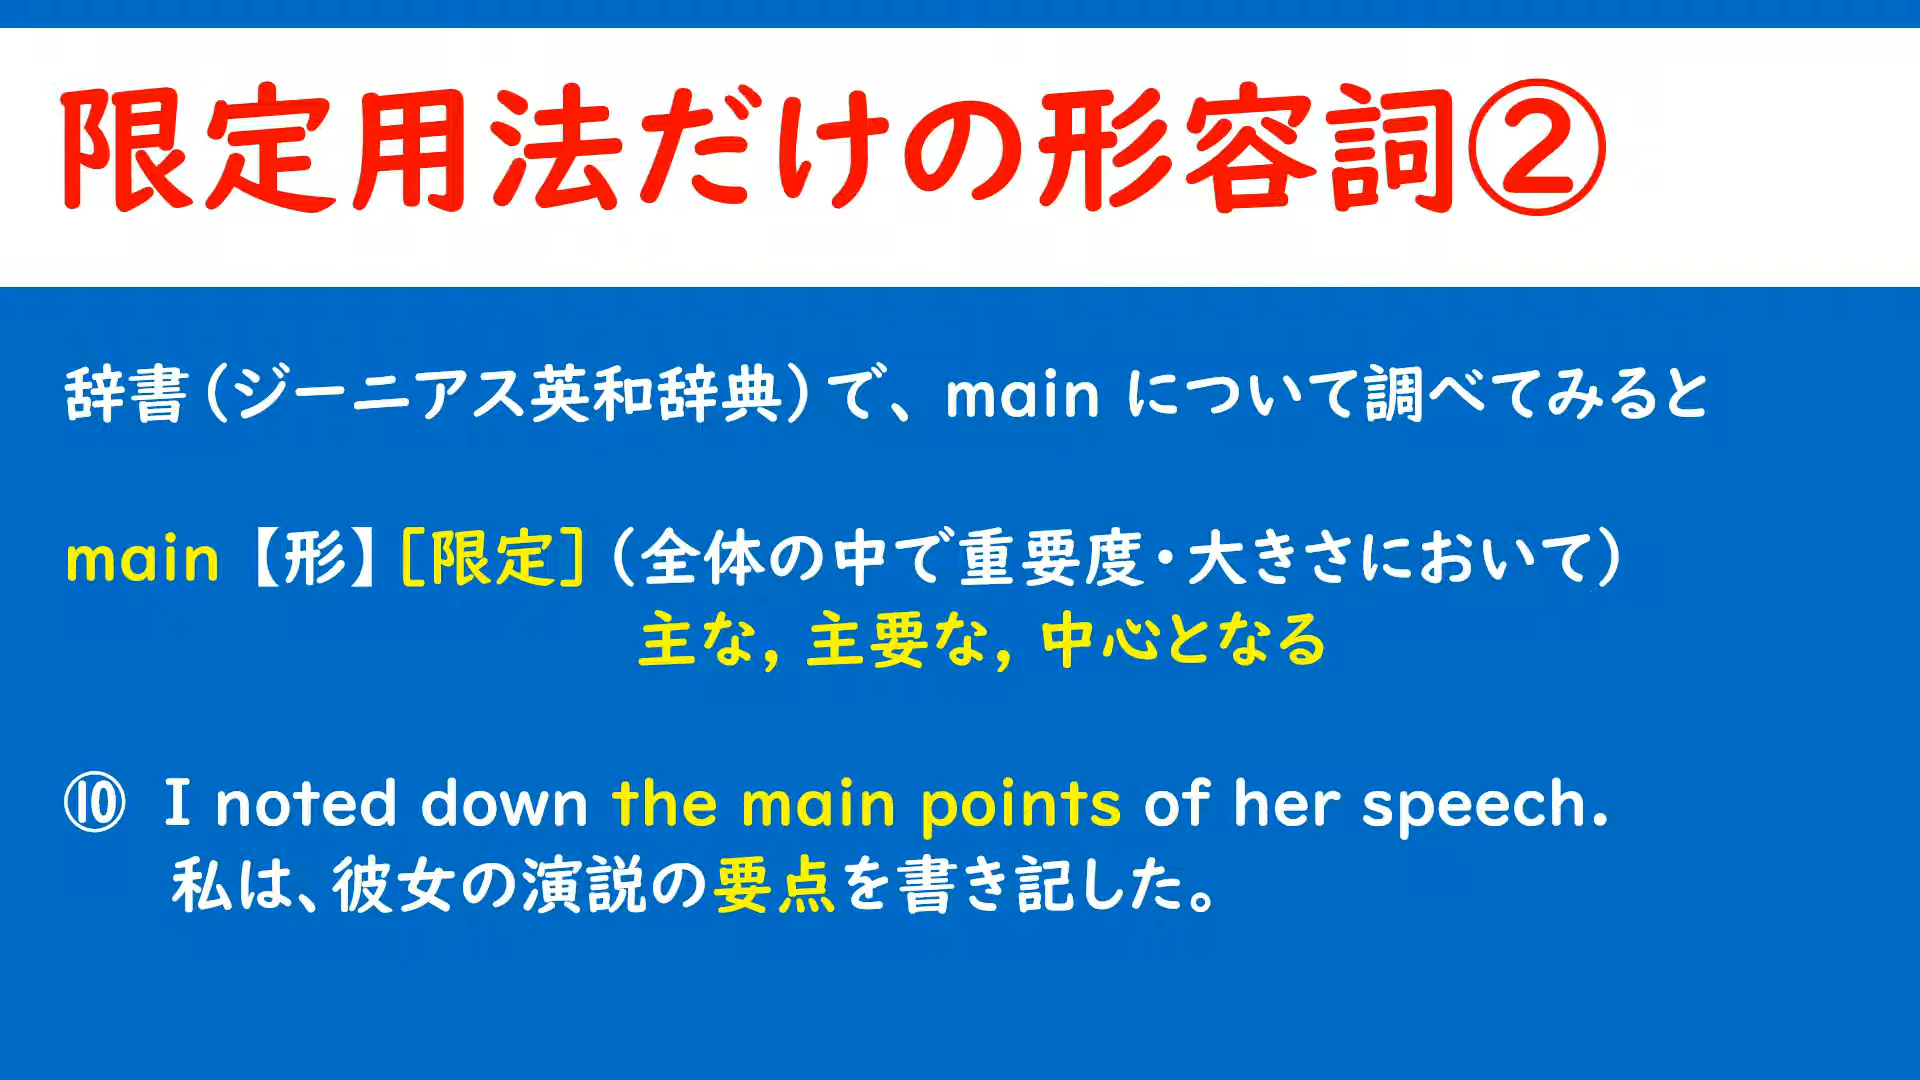 限定用法だけの形容詞②
辞書（ジーニアス英和辞典）で、main について調べてみると
main【形】［限定］（全体の中で重要度・大きさにおいて）
主な, 主要な, 中心となる
⑩ I noted down the main points of her speech.
私は、彼女の演説の要点を書き記した。